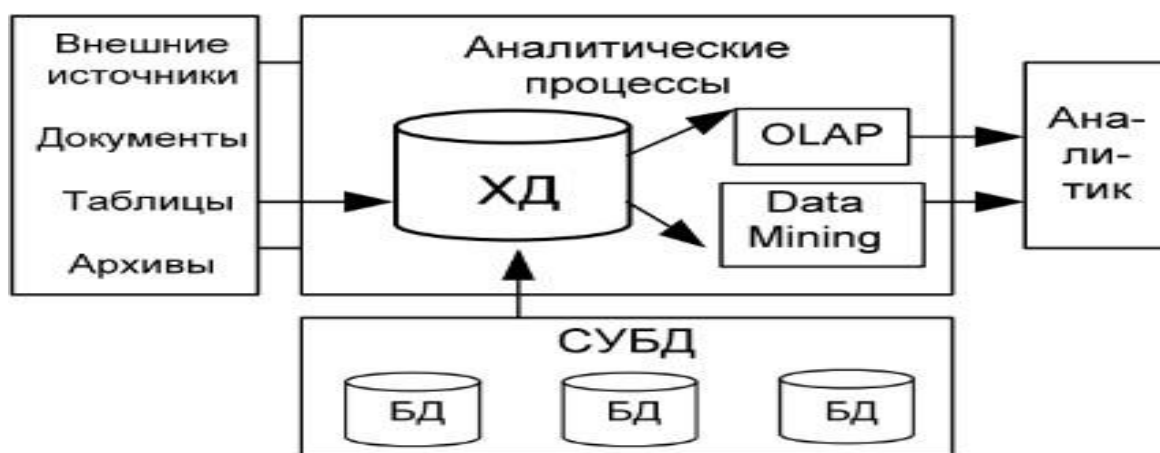 Внешние
источники
Документы
Таблицы
Архивы
Аналитические
процессы
ХД
OLAP
Data
Mining
Ана-
ли-
тик
СУБД
БД
БД
БД